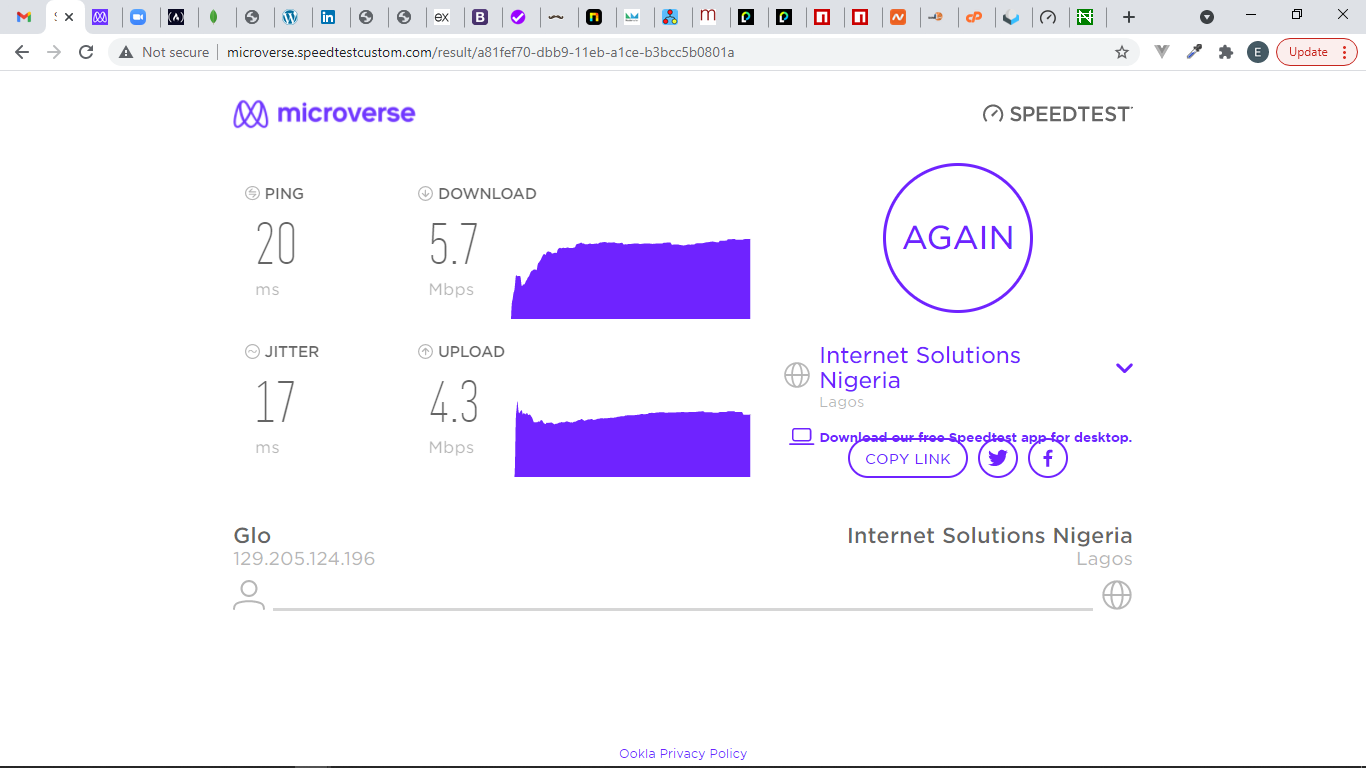 Not secure
microverse.speedtestcustom.com/result/a81fef70-dbb9-11eb-a1ce-b3bcc5b0801a
E
Update
microverse
SPEEDTEST
PING
20
ms
DOWNLOAD
5.7
Mbps
AGAIN
JITTER
17
ms
UPLOAD
4.3
Mbps
Internet Solutions
Nigeria
Lagos
Download our free Speedtest app for desktop.
COPY LINK
Glo
129.205.124.196
Internet Solutions Nigeria
Lagos
Ookla Privacy Policy